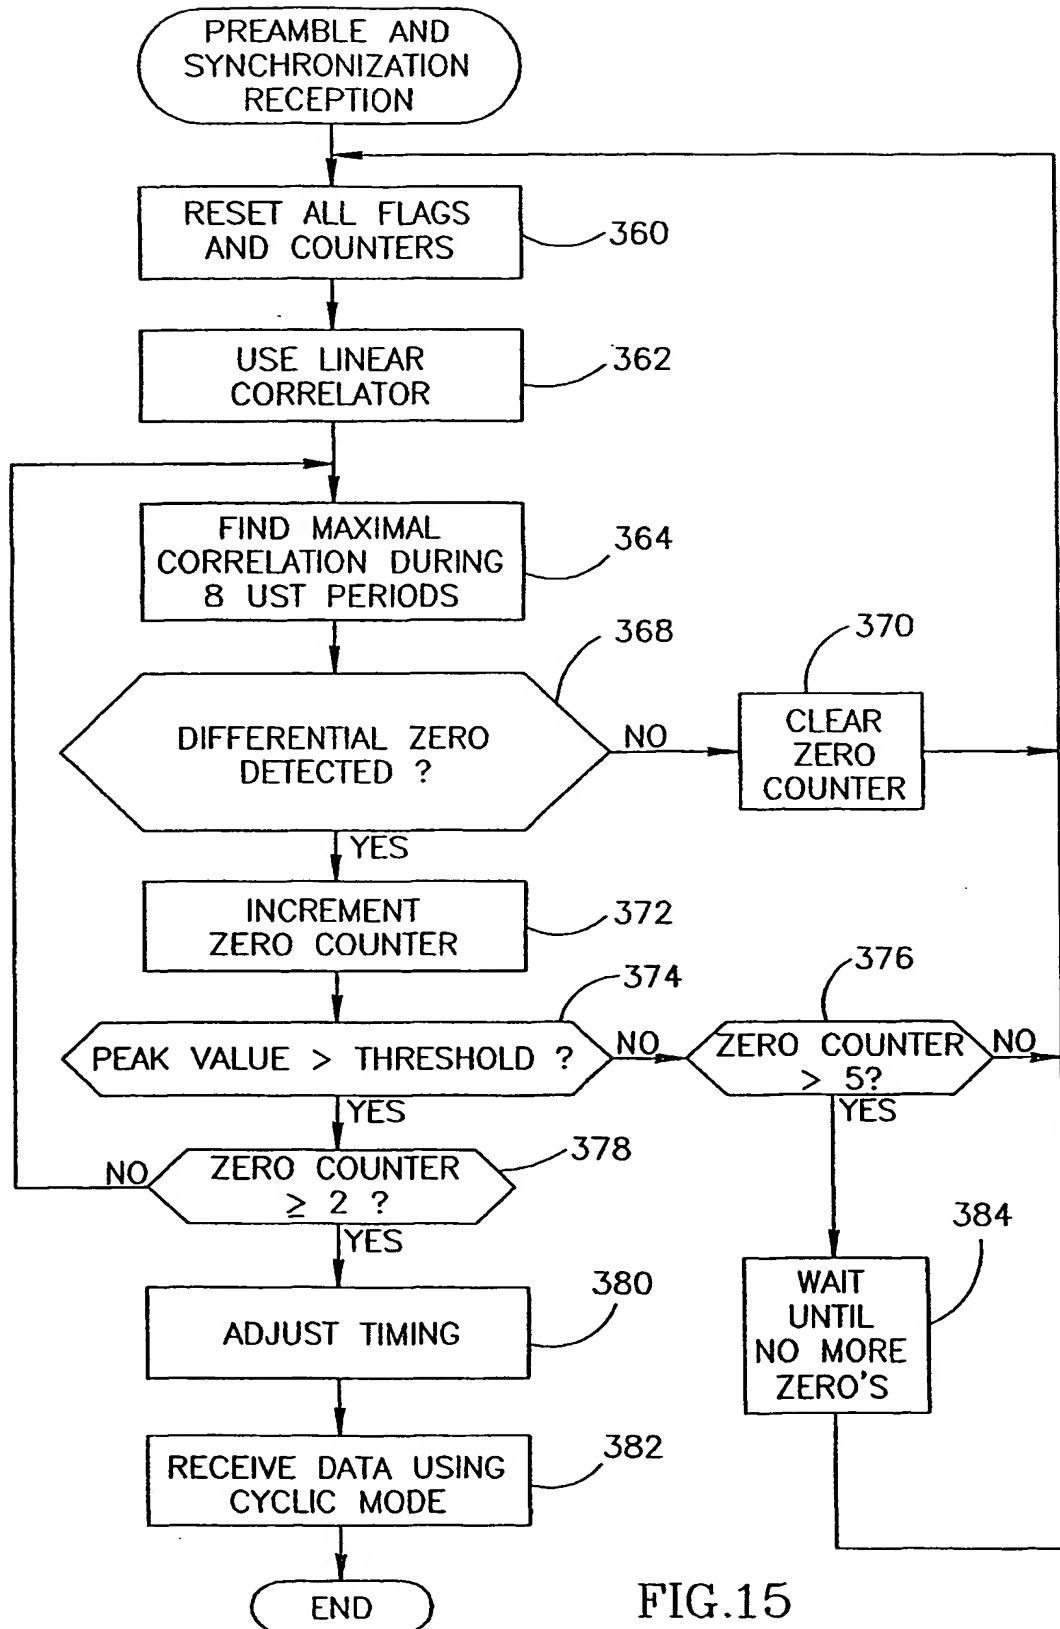 PREAMBLE AND
SYNCHRONIZATION
RECEPTION
RESET ALL FLAGS
AND COUNTERS
360
USE LINEAR
CORRELATOR
362
FIND MAXIMAL
CORRELATION DURING
8 UST PERIODS
364
368
DIFFERENTIAL ZERO
DETECTED ?
NO
370
CLEAR
ZERO
COUNTER
YES
INCREMENT
ZERO COUNTER
372
374
PEAK VALUE > THRESHOLD ?
NO
376
ZERO COUNTER
> 5?
NO
YES
YES
378
NO
ZERO COUNTER
≥ 2 ?
YES
384
WAIT
UNTIL
NO MORE
ZERO'S
380
ADJUST TIMING
382
RECEIVE DATA USING
CYCLIC MODE
END
FIG.15